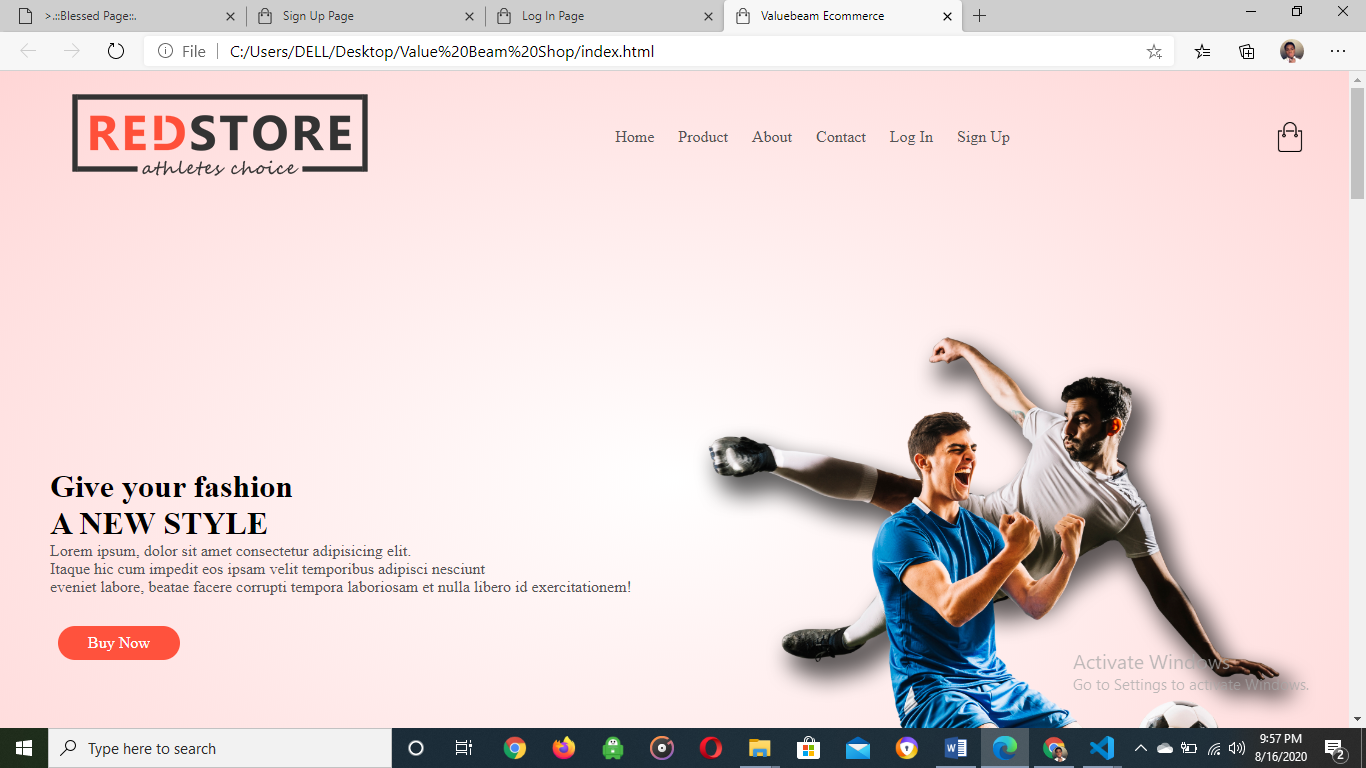 >.::Blessed Page::.
Sign Up Page
Log In Page
Valuebeam Ecommerce
File
C:/Users/DELL/Desktop/Value%20Beam%20Shop/index.html
REDSTORE
athletes choice
Home
Product
About
Contact
Log In
Sign Up
Give your fashion
A NEW STYLE
Lorem ipsum, dolor sit amet consectetur adipisicing elit.
Itaque hic cum impedit eos ipsam velit temporibus adipisci nesciunt
eveniet labore, beatae facere corrupti tempora laboriosam et nulla libero id exercitationem!
Buy Now
Activate Windows
Go to Settings to activate Windows.
Type here to search
9:57 PM
8/16/2020
2